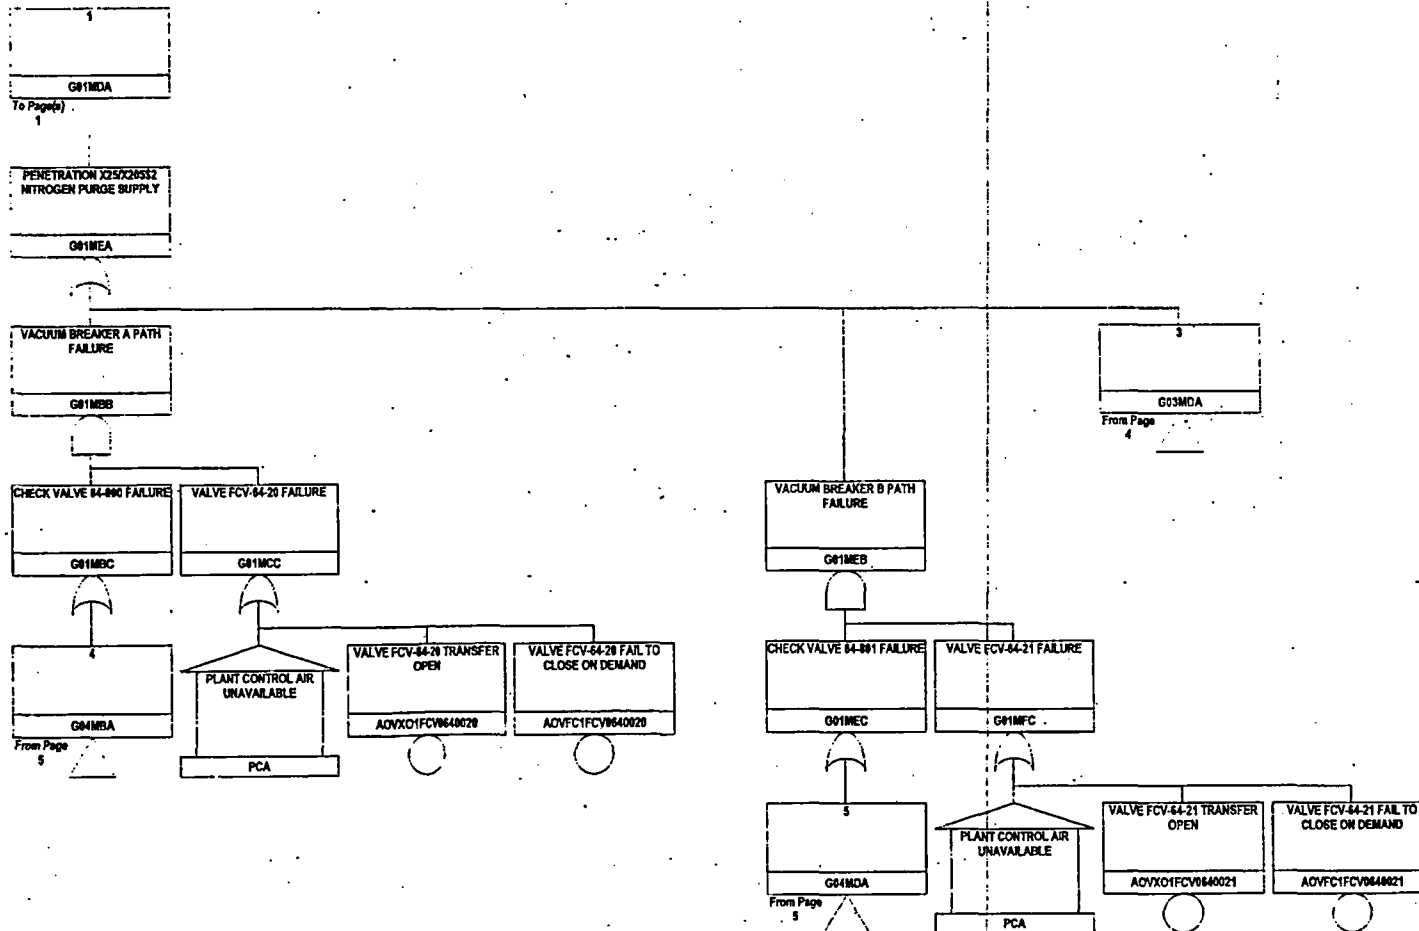 1
G01MDA
To Page(s)
1
PENETRATION X25/X205S2
NITROGEN PURGE SUPPLY
G01MEA
VACUUM BREAKER A PATH
FAILURE
G01MBB
3
G03MDA
From Page
4
CHECK VALVE 64-800 FAILURE
G01MBC
VALVE FCV-64-20 FAILURE
G01MCC
VACUUM BREAKER B PATH
FAILURE
G01MEB
4
G04MBA
From Page
5
PLANT CONTROL AIR
UNAVAILABLE
PCA
VALVE FCV-64-20 TRANSFER
OPEN
AOVXO1FCV0640020
VALVE FCV-64-20 FAIL TO
CLOSE ON DEMAND
AOVFC1FCV0640020
CHECK VALVE 64-801 FAILURE
G01MEC
VALVE FCV-64-21 FAILURE
G01MFC
5
G04MDA
From Page
5
PLANT CONTROL AIR
UNAVAILABLE
PCA
VALVE FCV-64-21 TRANSFER
OPEN
AOVXO1FCV0640021
VALVE FCV-64-21 FAIL TO
CLOSE ON DEMAND
AOVFC1FCV0640021